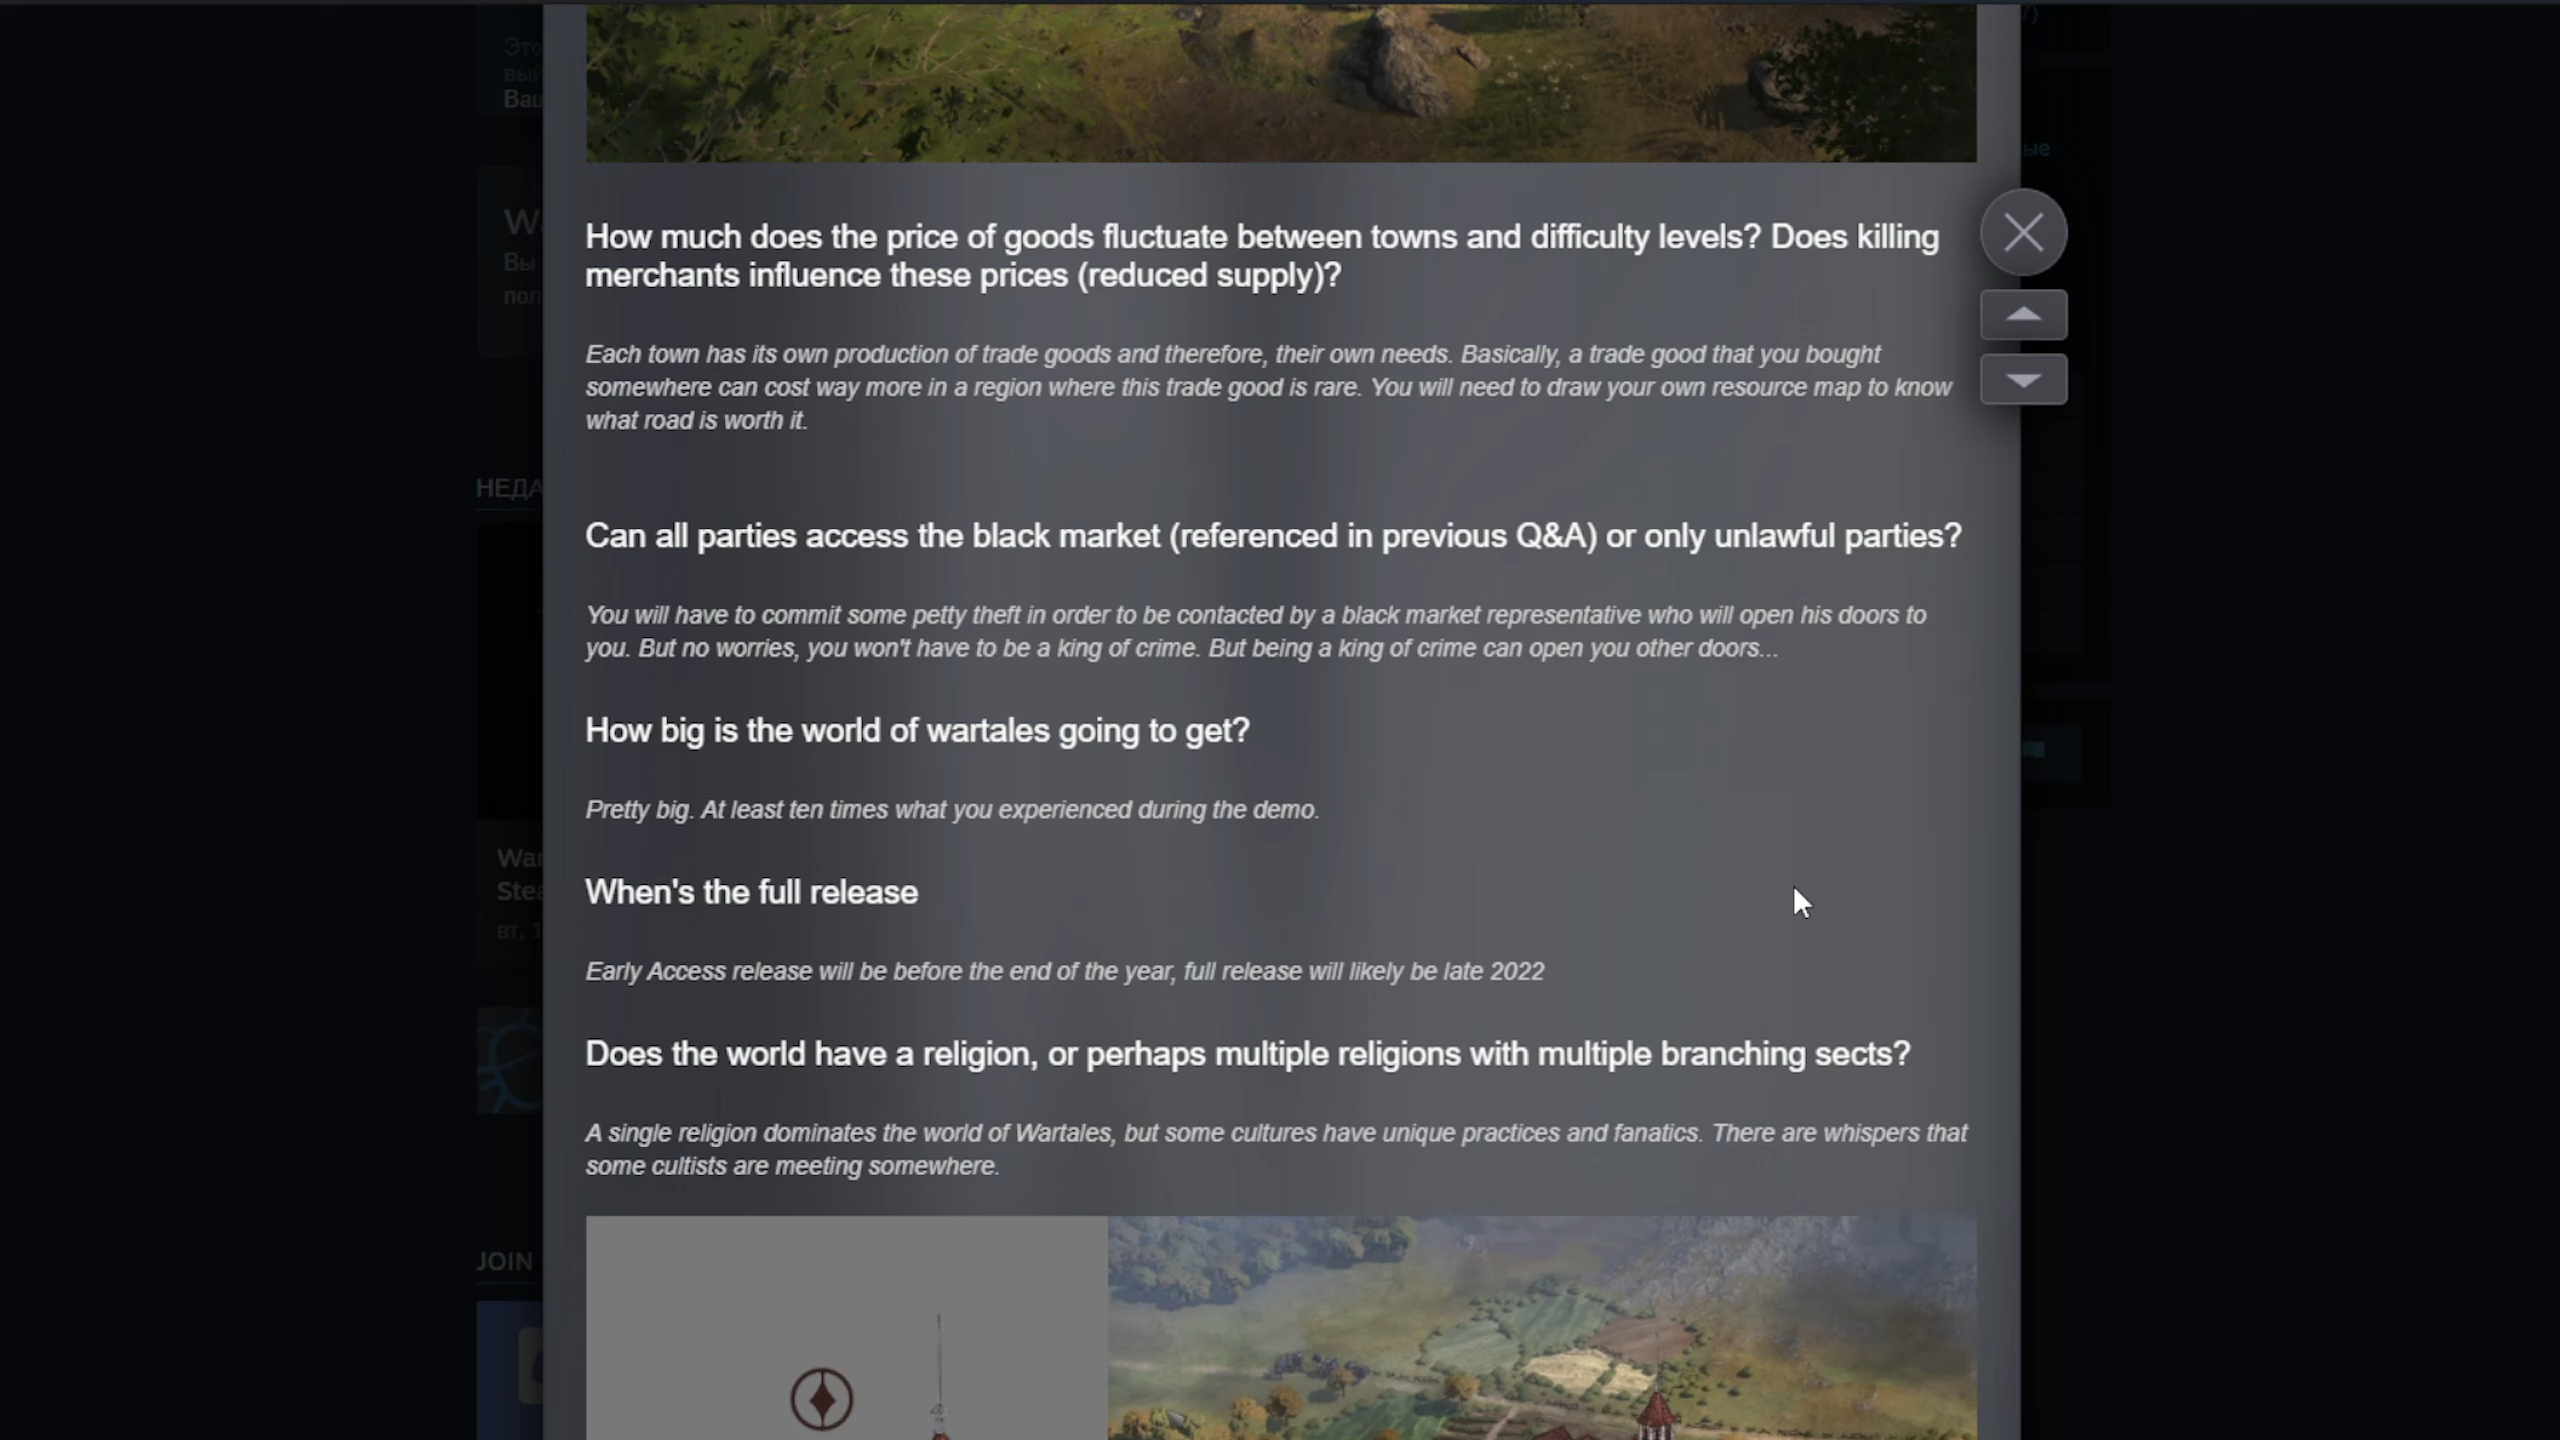 Это
вый
Ваш
W
Вы
пол
ые
How much does the price of goods fluctuate between towns and difficulty levels? Does killing
merchants influence these prices (reduced supply)?
Each town has its own production of trade goods and therefore, their own needs. Basically, a trade good that you bought
somewhere can cost way more in a region where this trade good is rare. You will need to draw your own resource map to know
what road is worth it.
НЕДА
Can all parties access the black market (referenced in previous Q&A) or only unlawful parties?
You will have to commit some petty theft in order to be contacted by a black market representative who will open his doors to
you. But no worries, you won't have to be a king of crime. But being a king of crime can open you other doors...
How big is the world of wartales going to get?
Pretty big. At least ten times what you experienced during the demo.
War
Stea
вт, 1
When's the full release
Early Access release will be before the end of the year, full release will likely be late 2022
Does the world have a religion, or perhaps multiple religions with multiple branching sects?
A single religion dominates the world of Wartales, but some cultures have unique practices and fanatics. There are whispers that
some cultists are meeting somewhere.
JOIN